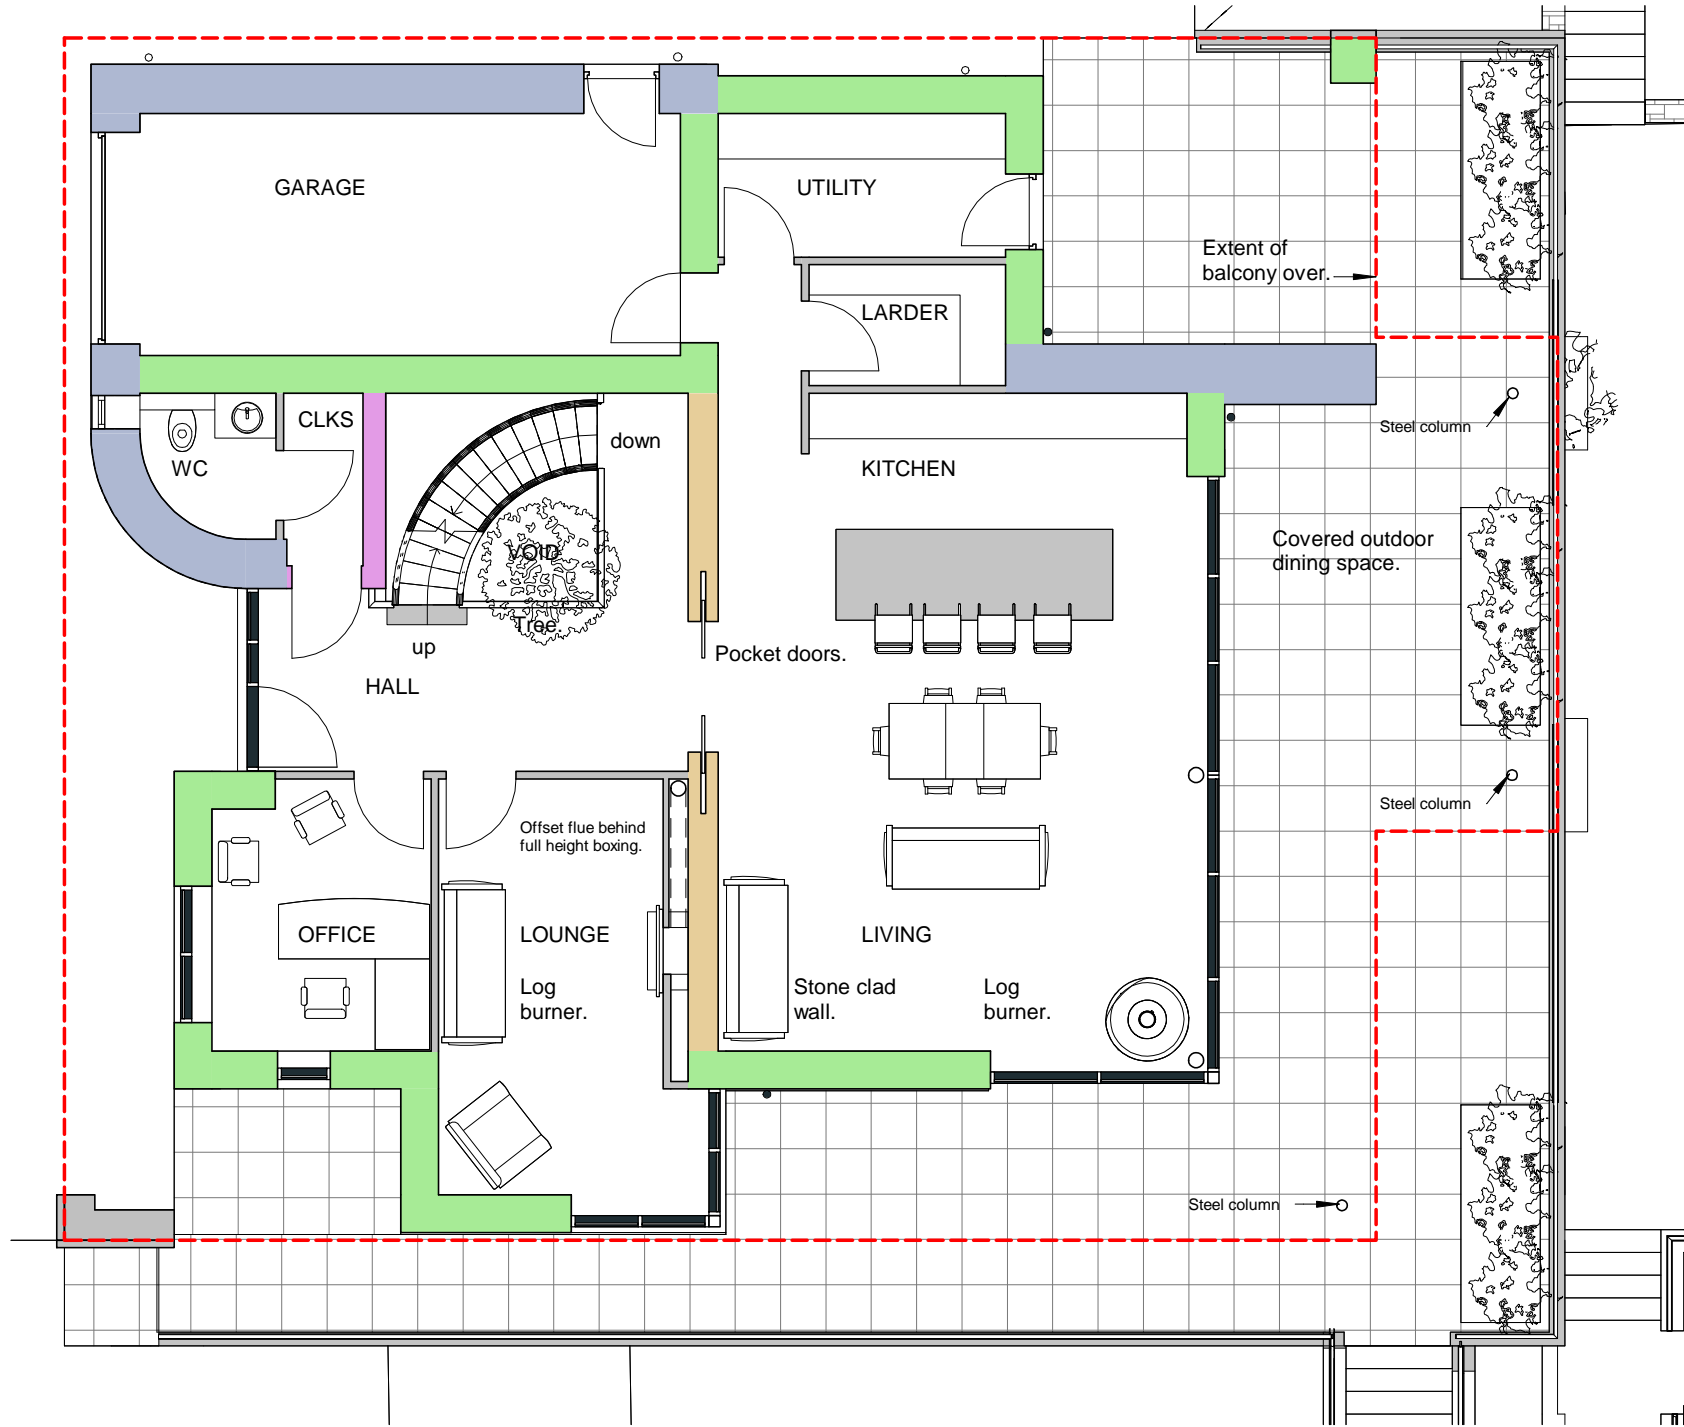 GARAGE
UTILITY
Extent of
balcony over.
LARDER
CLKS
down
Steel column
WC
KITCHEN
VOID
Covered outdoor
dining space.
Tree.
up
Pocket doors.
HALL
Steel column
Offset flue behind
full height boxing.
OFFICE
LOUNGE
LIVING
Log
burner.
Stone clad
wall.
Log
burner.
Steel column